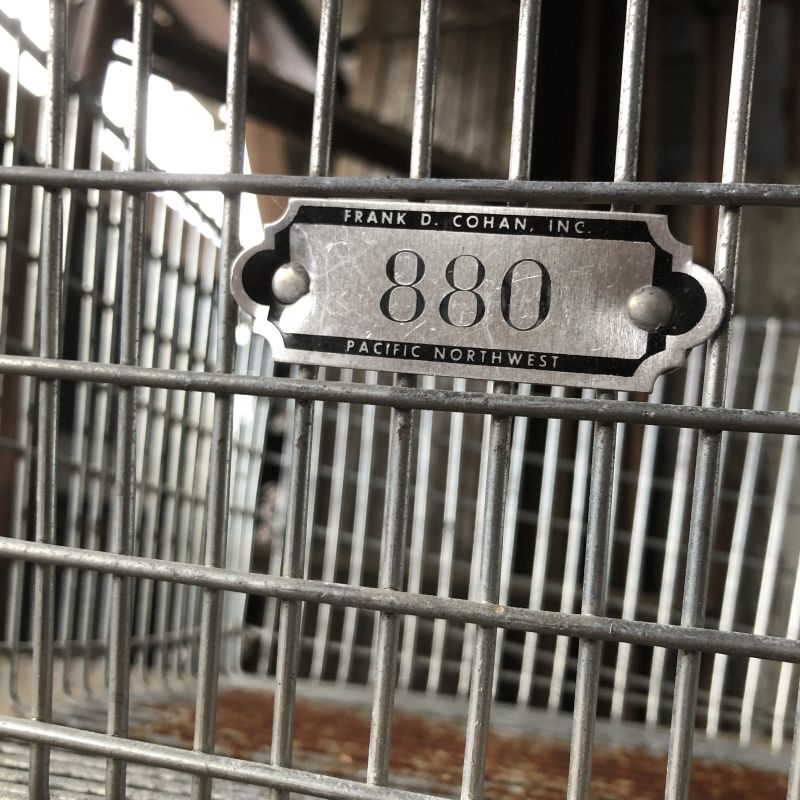 FRANK D. COHAN, INC.
880
PACIFIC NORTHWEST